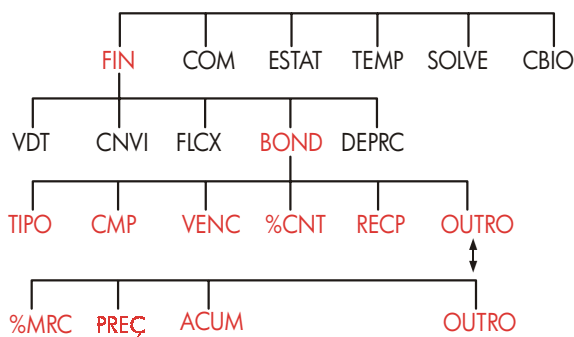 FIN COM ESTAT TEMP SOLVE CBIO
VDT CNVI FLCX BOND DEPRC
TIPO CMP VENC %CNT RECP OUTRO
%MRC PREÇ ACUM OUTRO